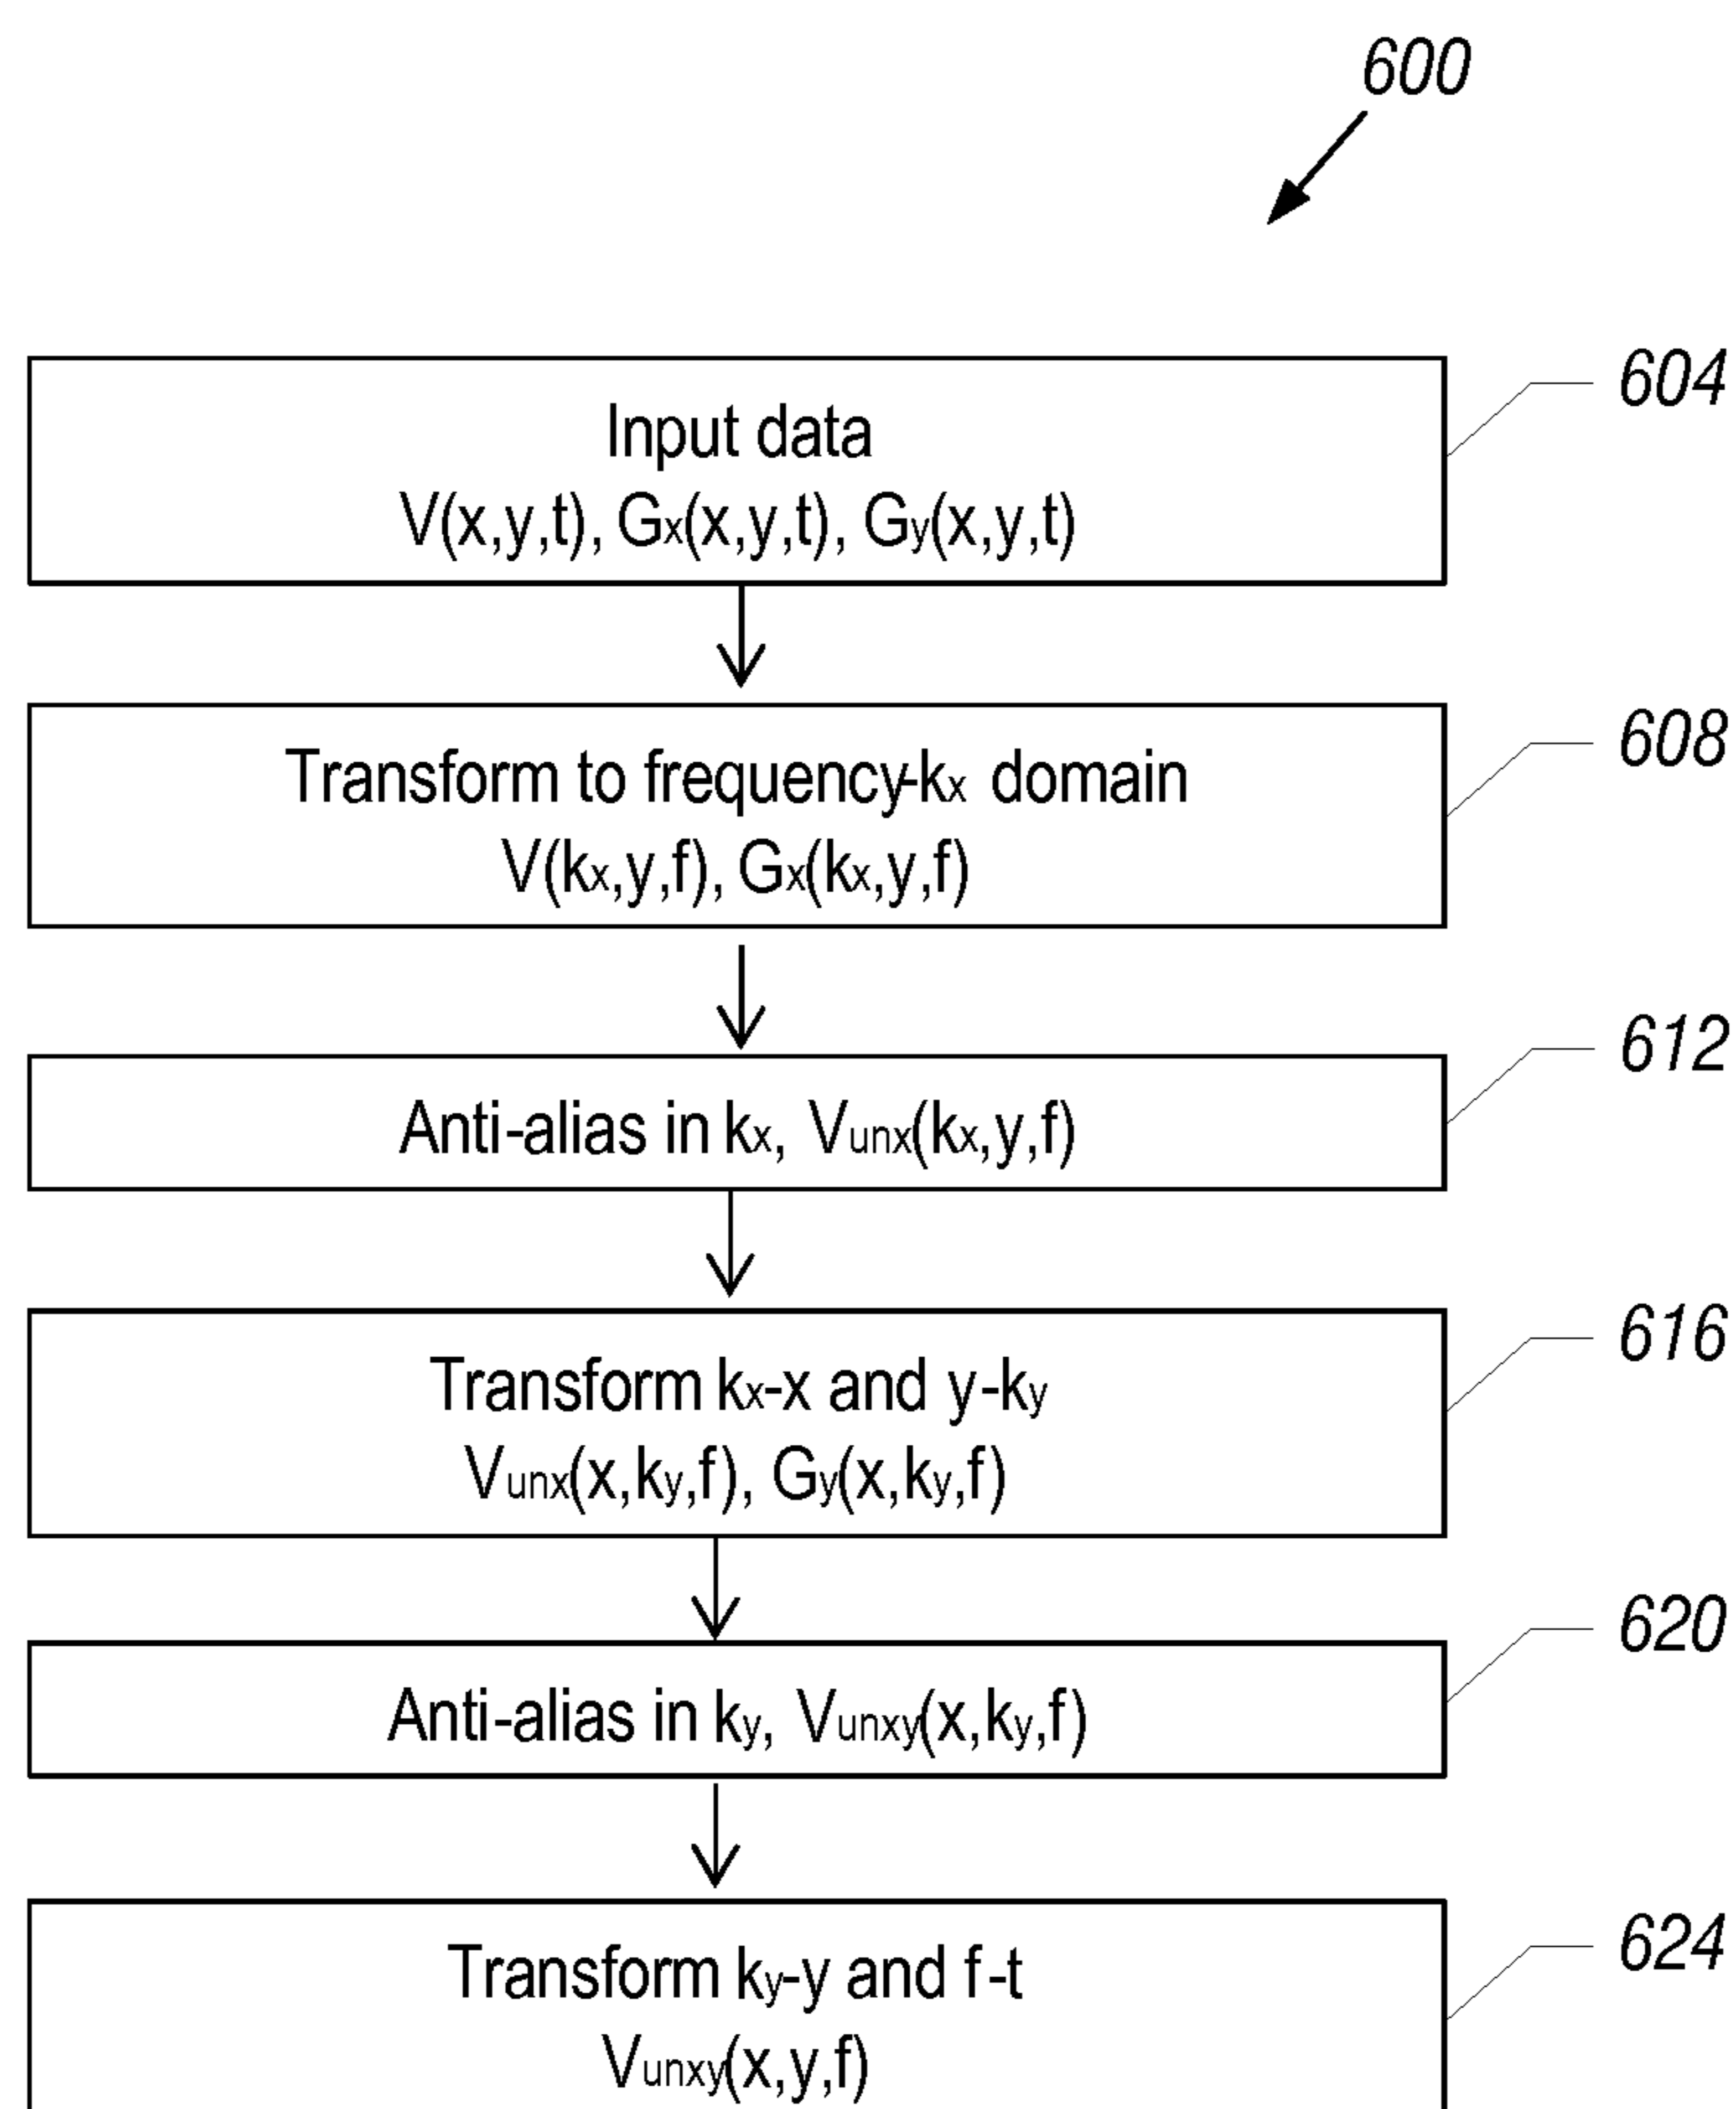 600
Input data
V(x,y,t), Gx(x,y,t), Gy(x,y,t)
604
Transform to frequency-kx domain
V(kx,y,f), Gx(kx,y,f)
608
Anti-alias in kx, Vunx(kx,y,f)
612
Transform kx-x and y-ky
Vunx(x,ky,f), Gy(x,ky,f)
616
Anti-alias in ky, Vunxy(x,ky,f)
620
Transform ky-y and f-t
Vunxy(x,y,f)
624